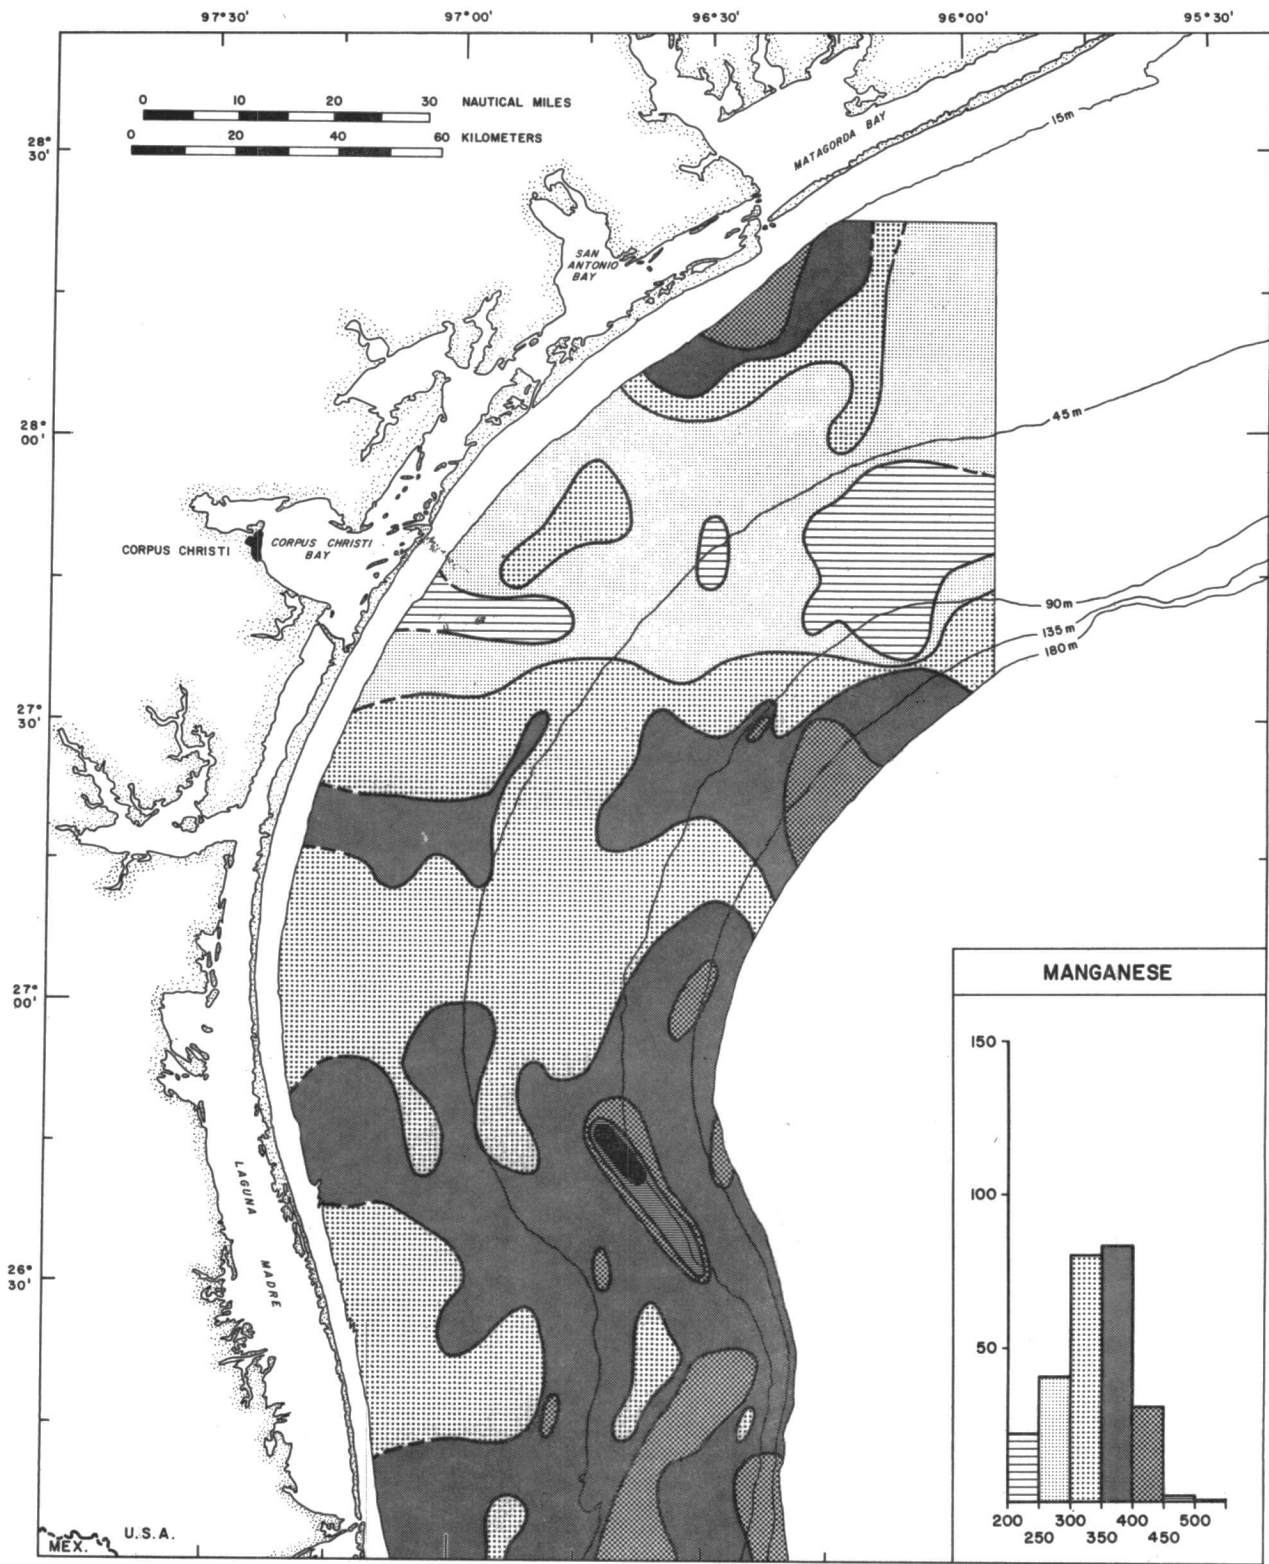 97°30' 97°00' 96°30' 96°00' 95°30'
0 10 20 30 NAUTICAL MILES
0 20 40 60 KILOMETERS
28°
30'
MATAGORDA BAY
15m
SAN
ANTONIO
BAY
28°
00'
45m
CORPUS CHRISTI
CORPUS CHRISTI
BAY
90m
135m
180m
27°
30'
27°
00'
MANGANESE
150
100
50
200 300 400 500
250 350 450
LAGUNA MADRE
26°
30'
U.S.A.
MEX.